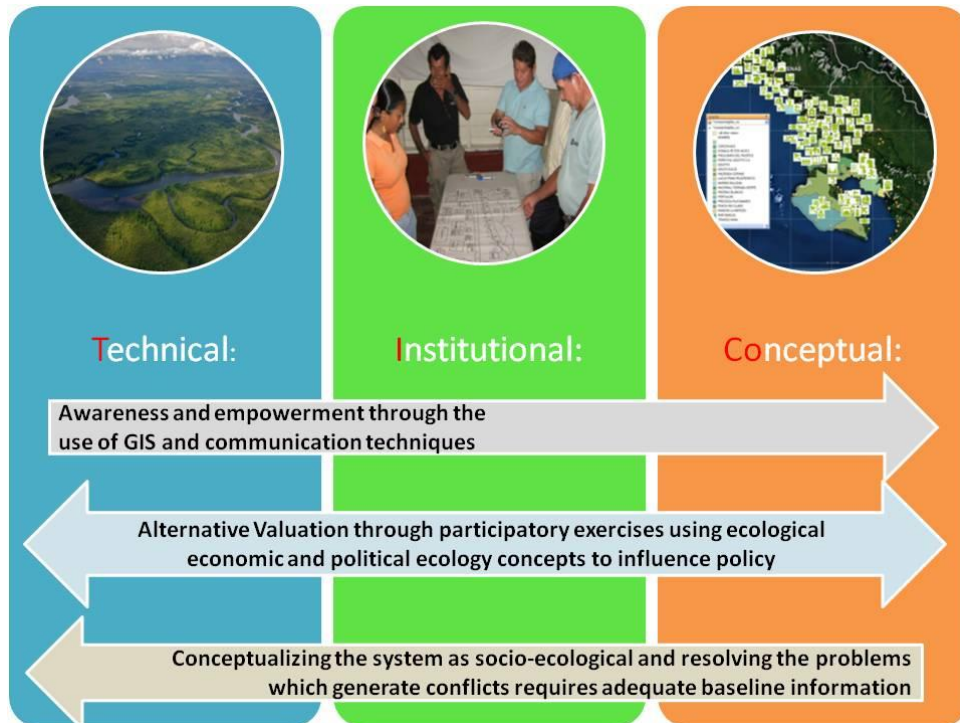 Technical:
Institutional:
Conceptual:
Awareness and empowerment through the
use of GIS and communication techniques
Alternative Valuation through participatory exercises using ecological
economic and political ecology concepts to influence policy
Conceptualizing the system as socio-ecological and resolving the problems
which generate conflicts requires adequate baseline information